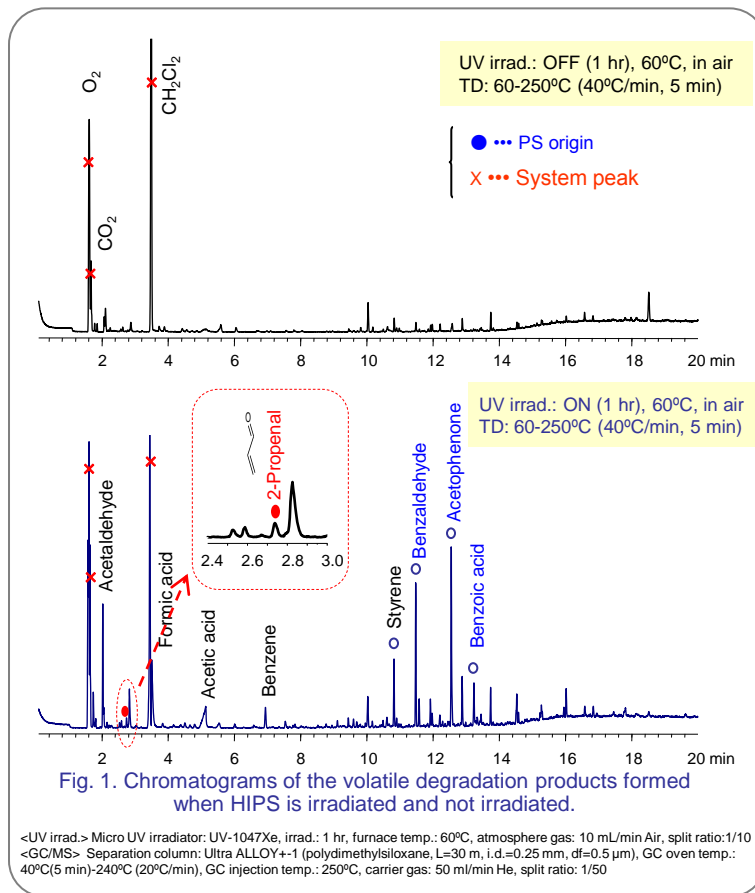 UV irrad.: OFF (1 hr), 60ºC, in air
TD: 60-250ºC (40ºC/min, 5 min)
O2
CO2
CH2Cl2
● ••• PS origin
X ••• System peak
2 4 6 8 10 12 14 16 18 20 min
UV irrad.: ON (1 hr), 60ºC, in air
TD: 60-250ºC (40ºC/min, 5 min)
O
2-Propenal
2.4 2.6 2.8 3.0
Acetaldehyde
Formic acid
Acetic acid
Benzene
Styrene
Benzaldehyde
Acetophenone
Benzoic acid
2 4 6 8 10 12 14 16 18 20 min
Fig. 1. Chromatograms of the volatile degradation products formed
when HIPS is irradiated and not irradiated.
<UV irrad.> Micro UV irradiator: UV-1047Xe, irrad.: 1 hr, furnace temp.: 60ºC, atmosphere gas: 10 mL/min Air, split ratio:1/10
<GC/MS> Separation column: Ultra ALLOY+-1 (polydimethylsiloxane, L=30 m, i.d.=0.25 mm, df=0.5 µm), GC oven temp.:
40ºC(5 min)-240ºC (20ºC/min), GC injection temp.: 250ºC, carrier gas: 50 ml/min He, split ratio: 1/50